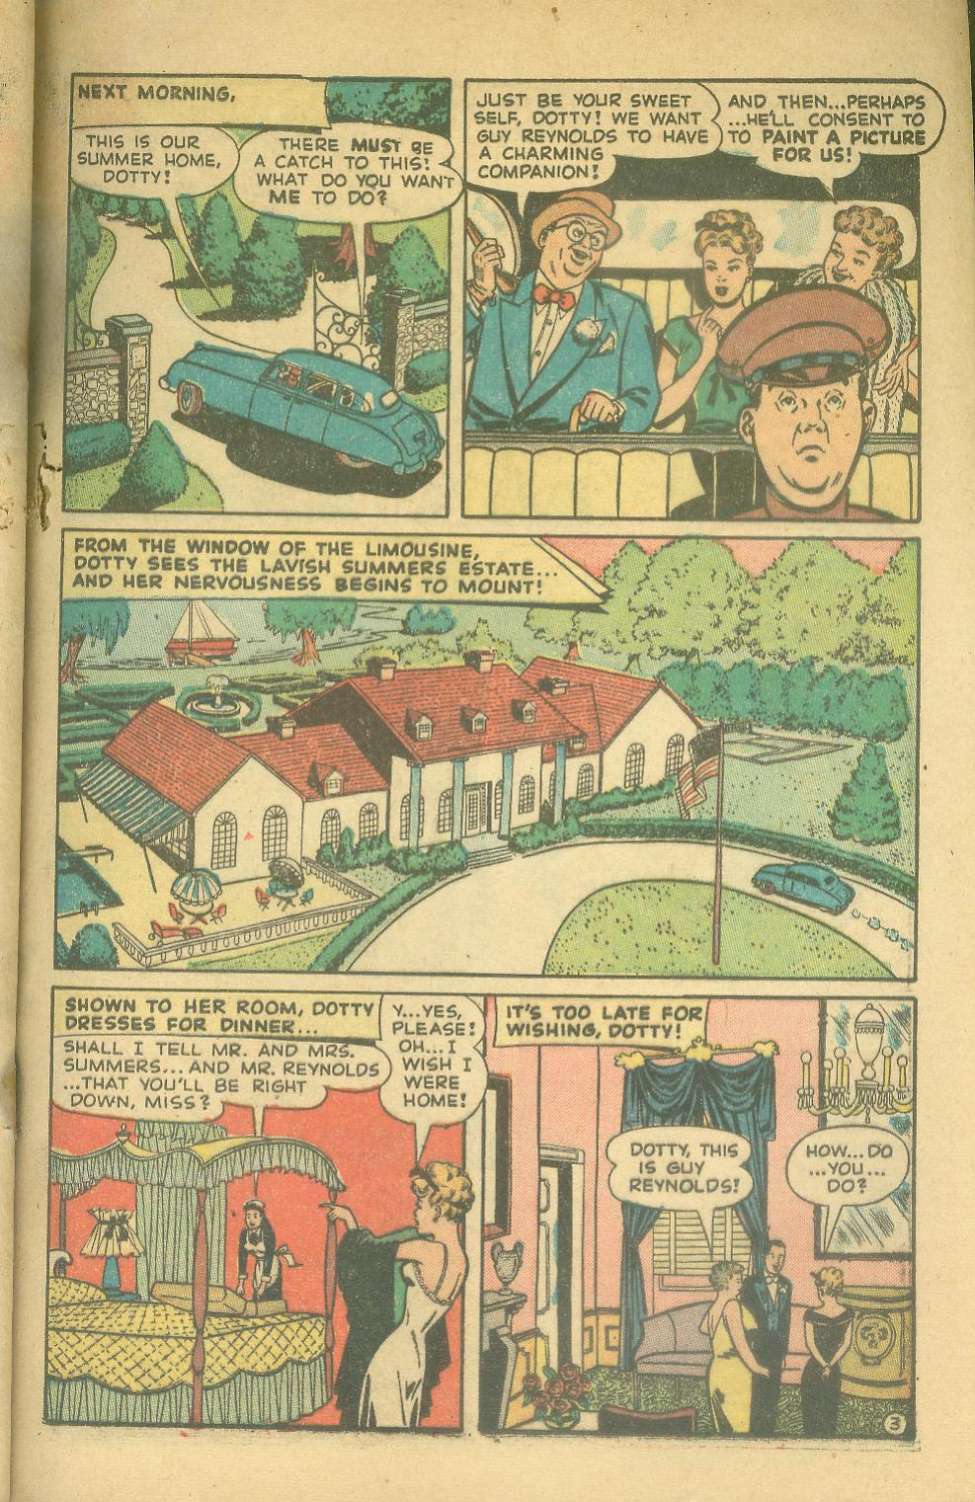 NEXT MORNING,
THIS IS OUR
SUMMER HOME,
DOTTY!
THERE MUST BE
A CATCH TO THIS!
WHAT DO YOU WANT
ME TO DO?
JUST BE YOUR SWEET
SELF, DOTTY! WE WANT
GUY REYNOLDS TO HAVE
A CHARMING
COMPANION!
AND THEN...PERHAPS
...HE'LL CONSENT TO
TO PAINT A PICTURE
FOR US!
FROM THE WINDOW OF THE LIMOUSINE,
DOTTY SEES THE LAVISH SUMMERS ESTATE...
AND HER NERVOUSNESS BEGINS TO MOUNT!
SHOWN TO HER ROOM, DOTTY
DRESSES FOR DINNER...
SHALL I TELL MR. AND MRS.
SUMMERS...AND MR. REYNOLDS
...THAT YOU'LL BE RIGHT
DOWN, MISS?
Y...YES,
PLEASE!
OH...I
WISH I
WERE
HOME!
IT'S TOO LATE FOR
WISHING, DOTTY!
DOTTY, THIS
IS GUY
REYNOLDS!
HOW...DO
...YOU...
DO?
3